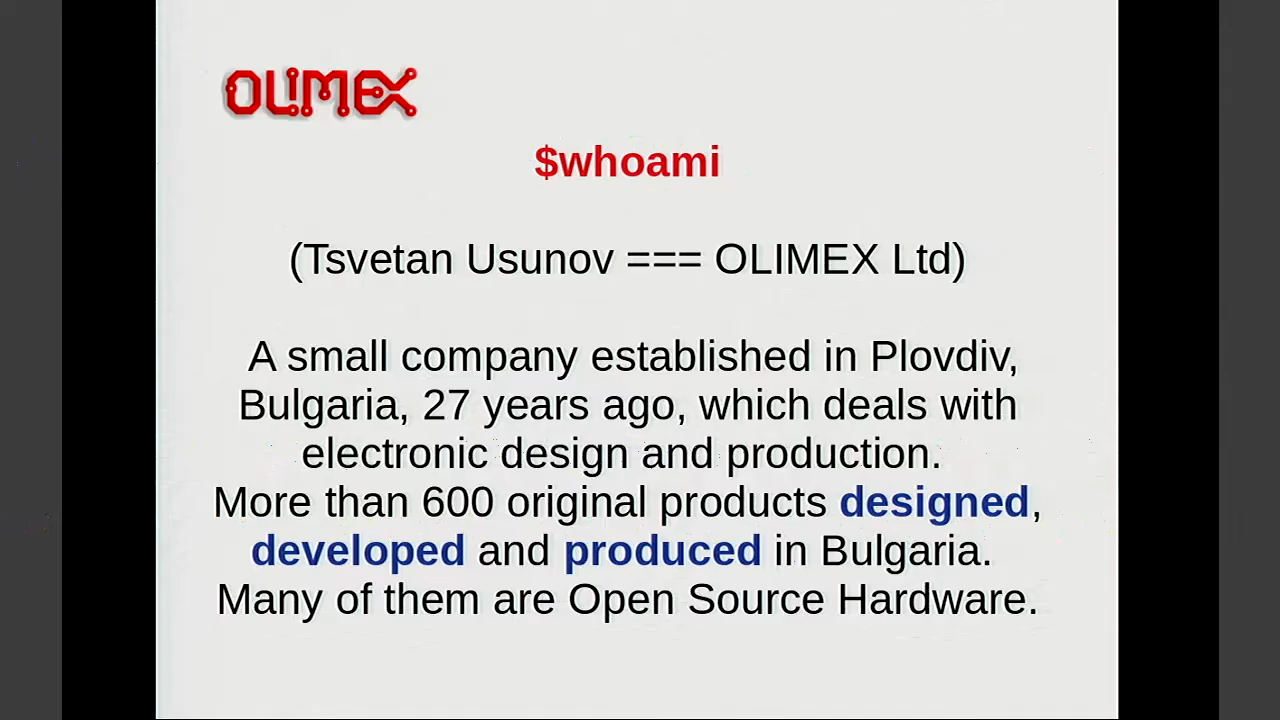 OLIMEX
$whoami
(Tsvetan Usunov === OLIMEX Ltd)
A small company established in Plovdiv,
Bulgaria, 27 years ago, which deals with
electronic design and production.
More than 600 original products designed,
developed and produced in Bulgaria.
Many of them are Open Source Hardware.